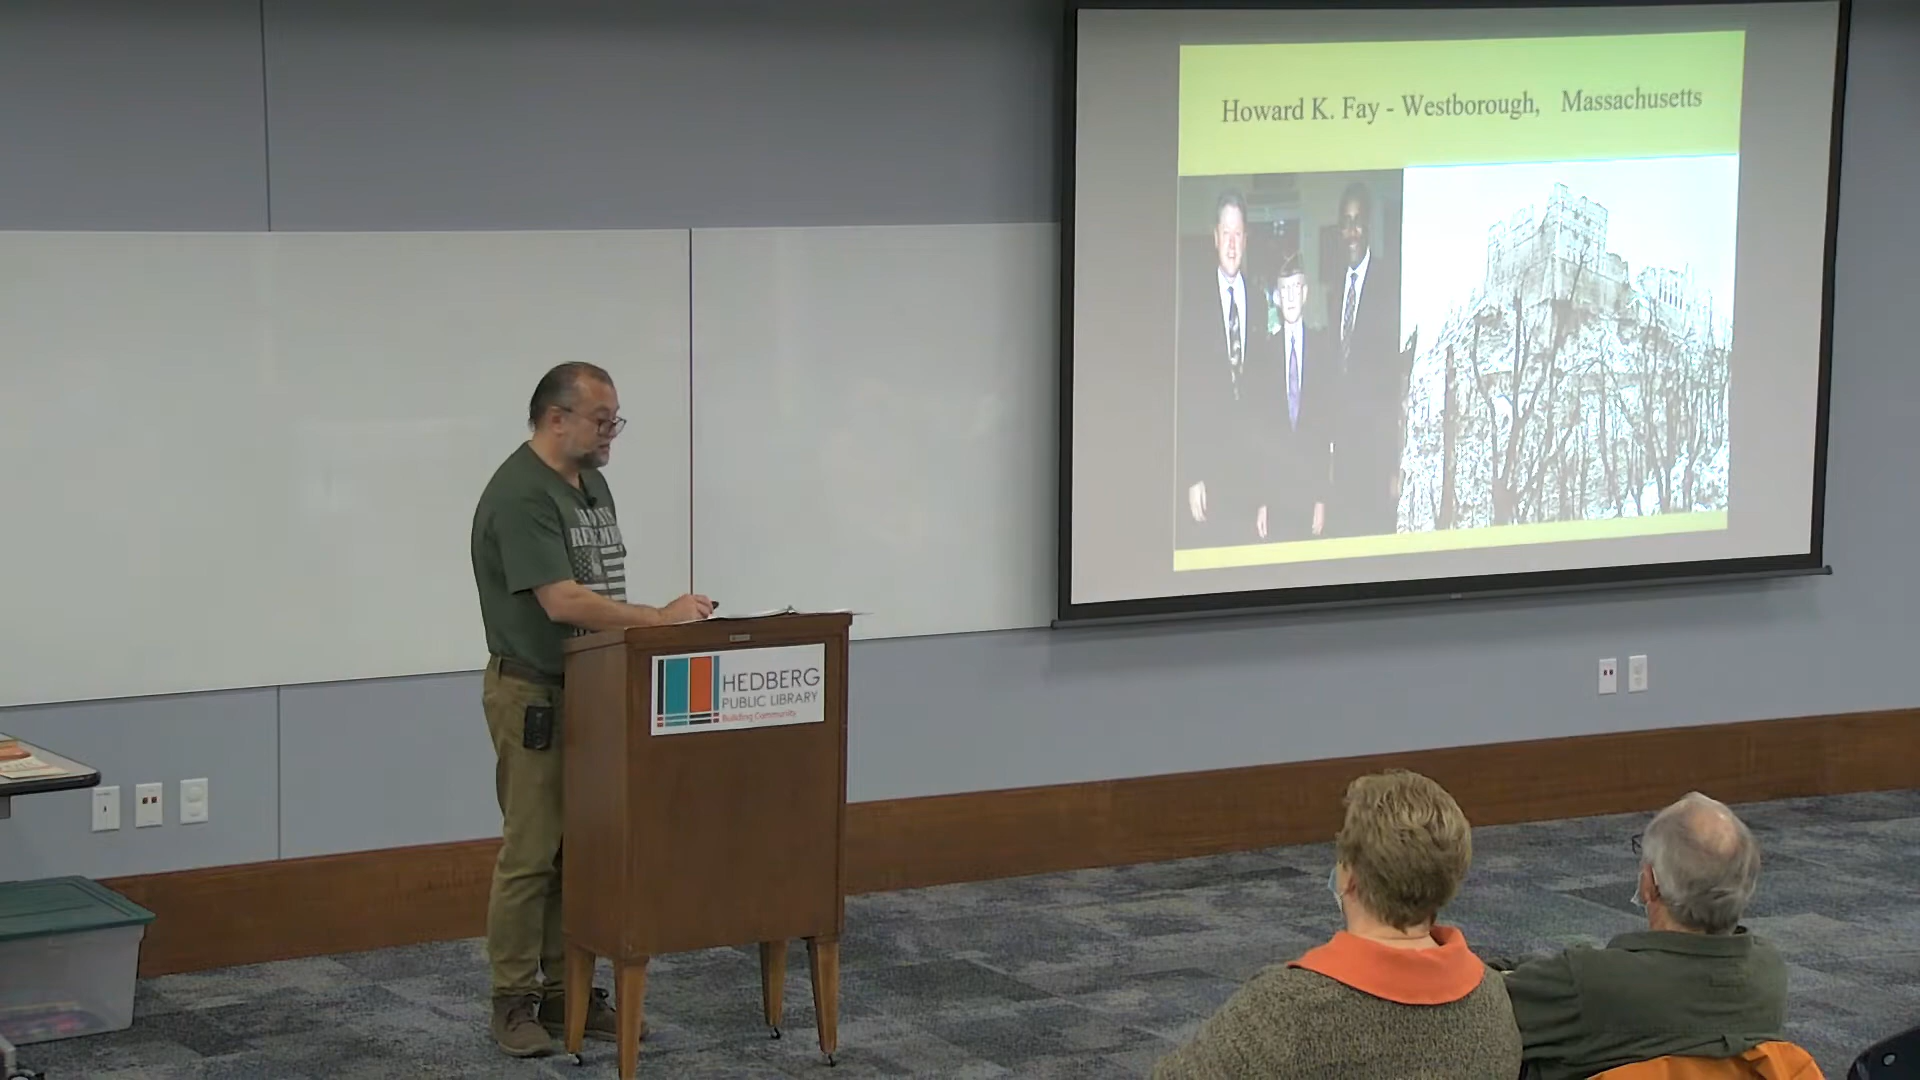 Howard K. Fay - Westborough, Massachusetts
HEDBERG
PUBLIC LIBRARY
Building Community